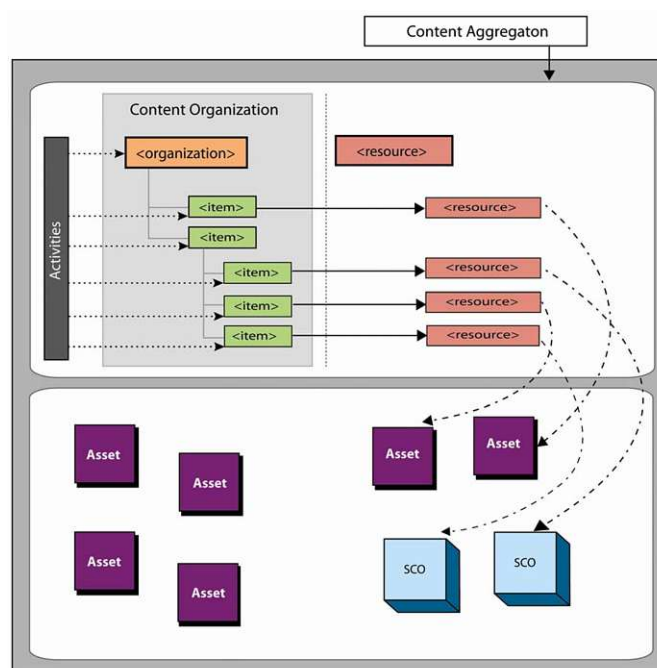 Content Aggregaton
Content Organization
<organization>
<resource>
Activities
<item>
<resource>
<item>
<item>
<resource>
<item>
<resource>
<item>
<resource>
Asset
Asset
Asset
Asset
Asset
Asset
SCO
SCO